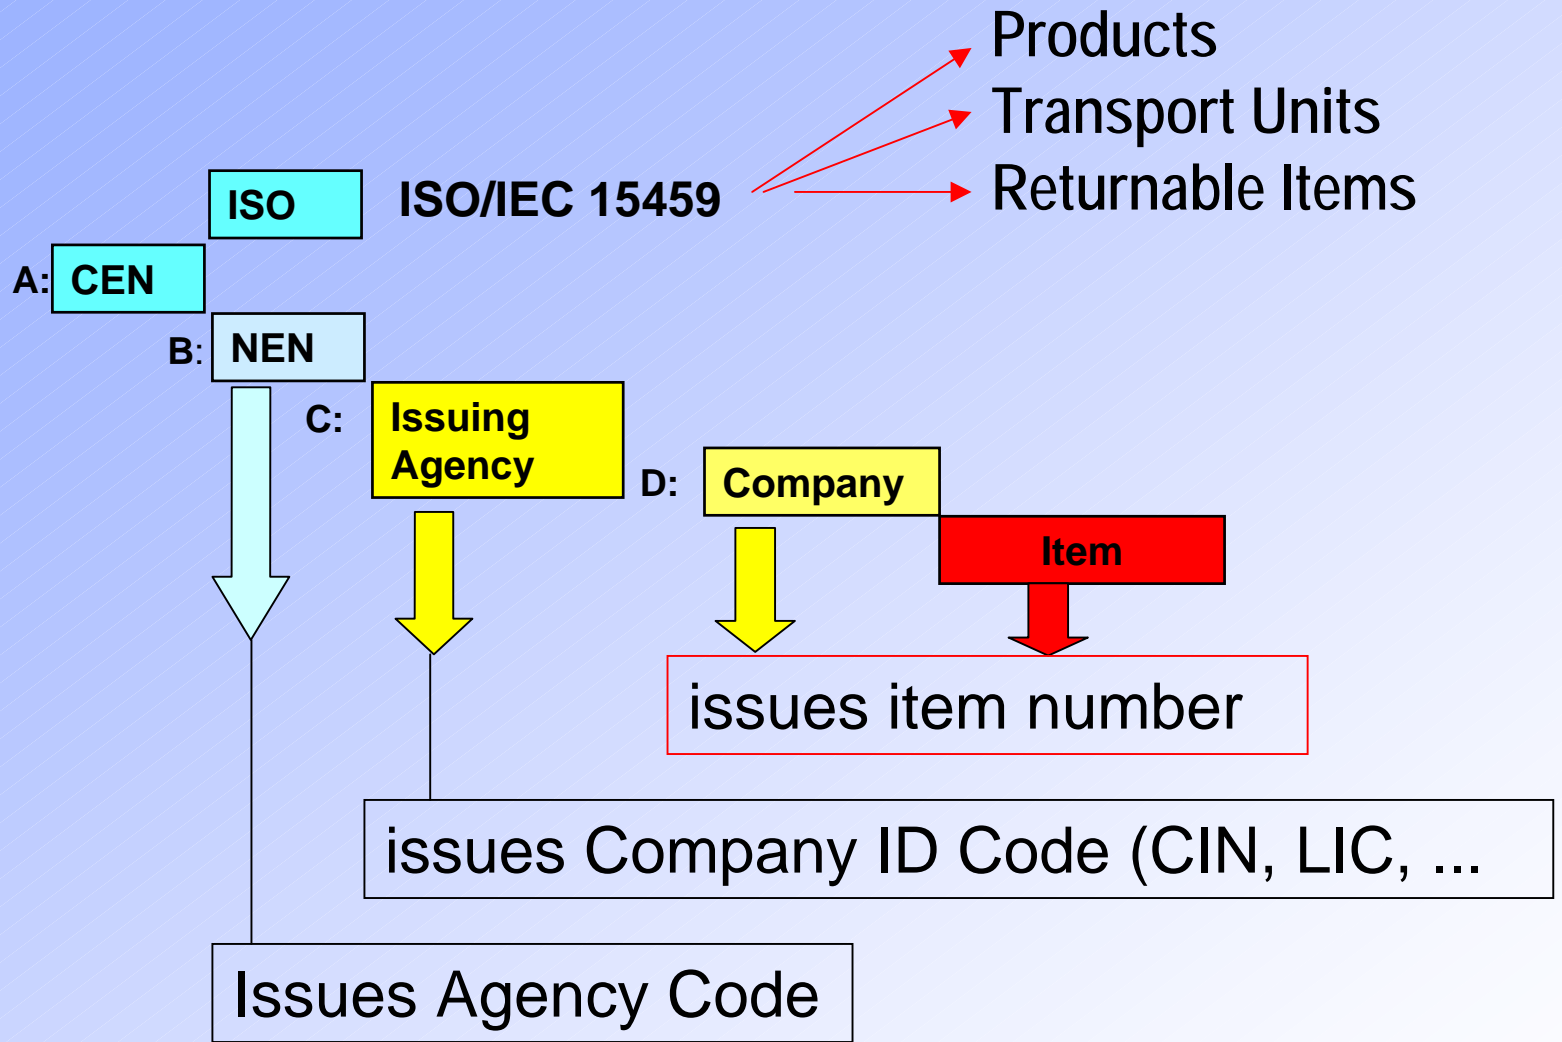 Products
Transport Units
ISO ISO/IEC 15459 Returnable Items
A: CEN
B: NEN
C: Issuing
Agency
D: Company
Item
issues item number
issues Company ID Code (CIN, LIC, ...
Issues Agency Code